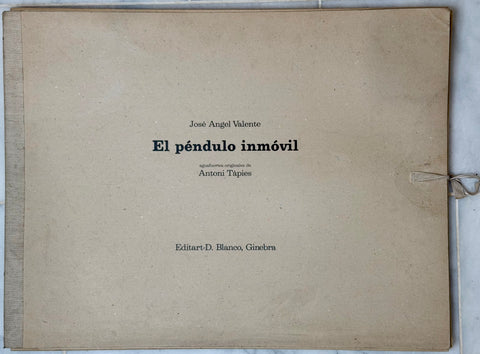 José Angel Valente
El péndulo inmóvil
aguafuertes originales de
Antoni Tàpies
Editart-D. Blanco, Ginebra